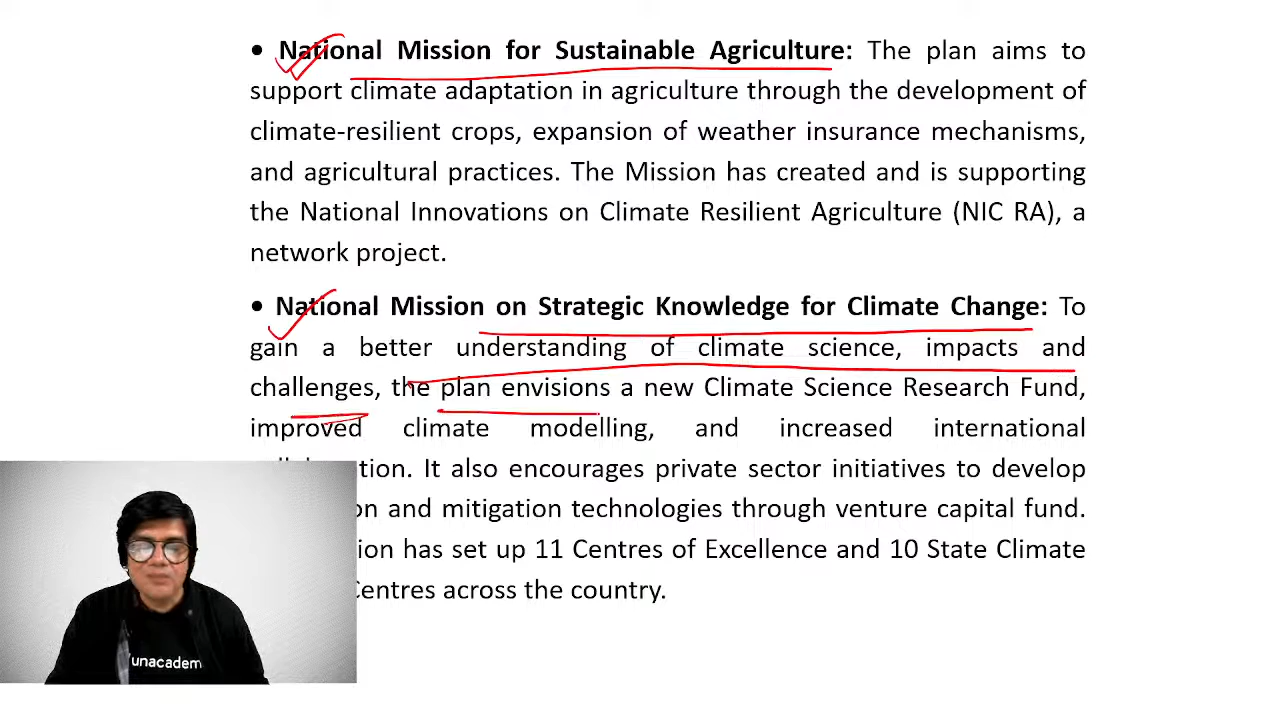 • National Mission for Sustainable Agriculture: The plan aims to
support climate adaptation in agriculture through the development of
climate-resilient crops, expansion of weather insurance mechanisms,
and agricultural practices. The Mission has created and is supporting
the National Innovations on Climate Resilient Agriculture (NIC RA), a
network project.
• National Mission on Strategic Knowledge for Climate Change: To
gain a better understanding of climate science, impacts and
challenges, the plan envisions a new Climate Science Research Fund,
improved climate modelling, and increased international
tion. It also encourages private sector initiatives to develop
on and mitigation technologies through venture capital fund.
ion has set up 11 Centres of Excellence and 10 State Climate
Centres across the country.
unacadem